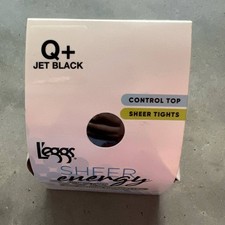 Q+
JET BLACK
CONTROL TOP
SHEER TIGHTS
L'eggs
SHEER
energy